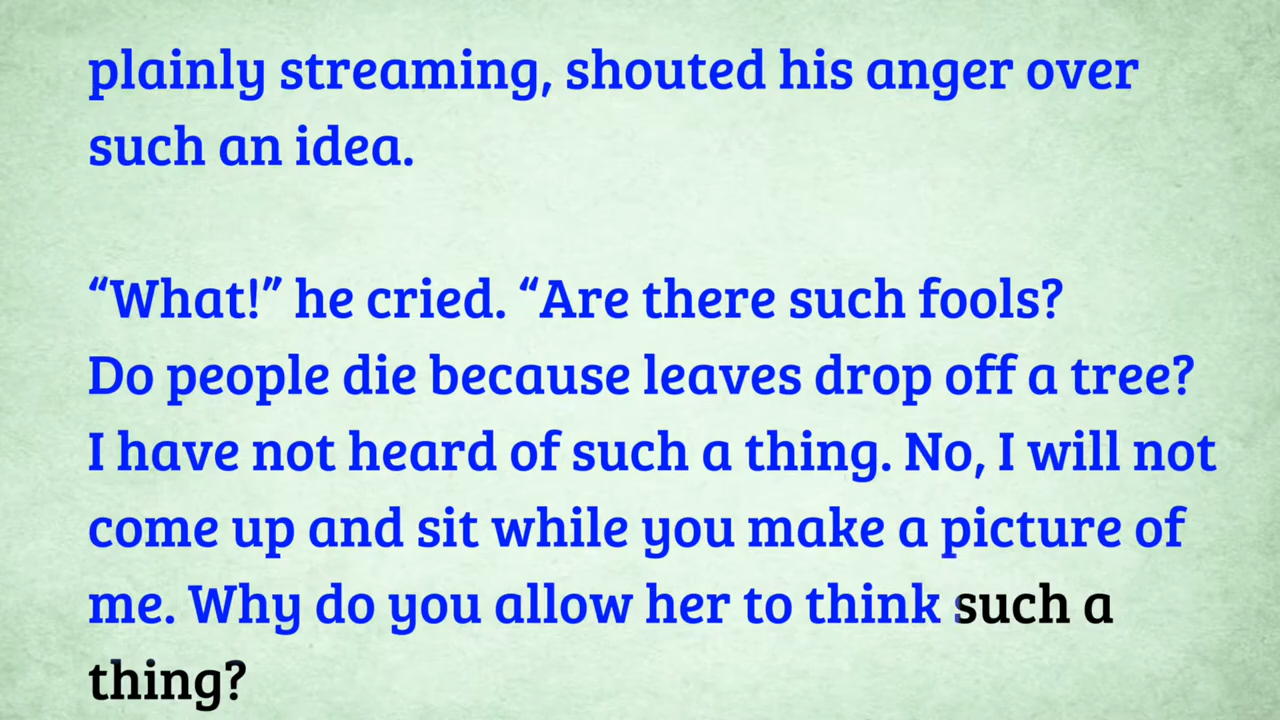 plainly streaming, shouted his anger over
such an idea.
“What!” he cried. “Are there such fools?
Do people die because leaves drop off a tree?
I have not heard of such a thing. No, I will not
come up and sit while you make a picture of
me. Why do you allow her to think such a
thing?